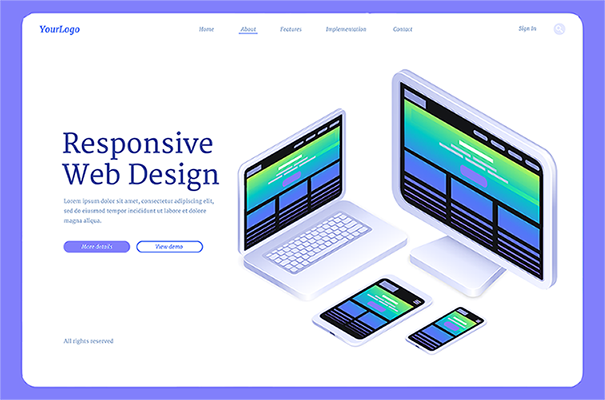 YourLogo
Home About Features Implementation Contact Sign In
Responsive
Web Design
Lorem ipsum dolor sit amet, consectetur adipiscing elit,
sed do eiusmod tempor incididunt ut labore et dolore
magna aliqua.
More details View demo
All rights reserved